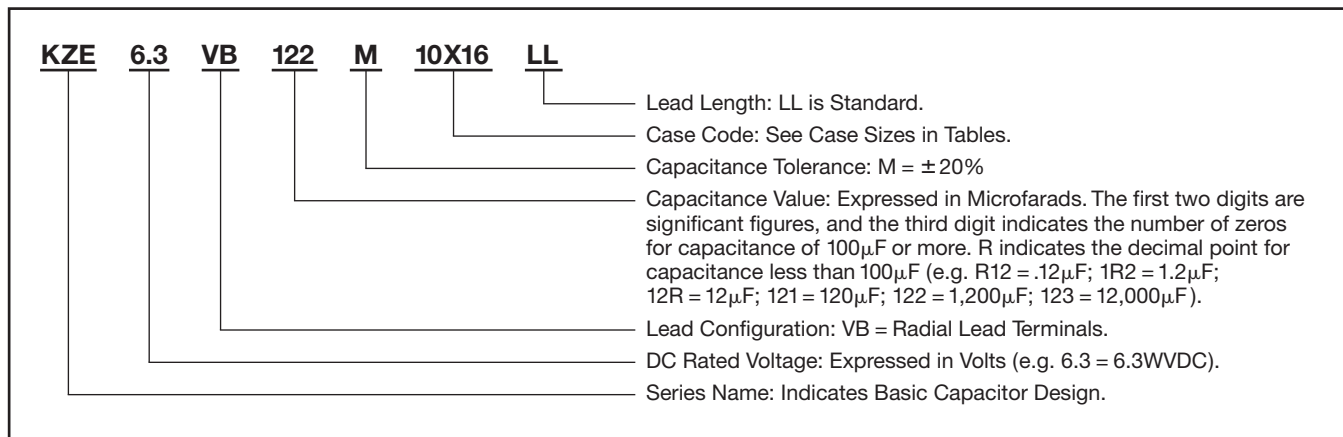 KZE 6.3 VB 122 M 10X16 LL
Lead Length: LL is Standard.
Case Code: See Case Sizes in Tables.
Capacitance Tolerance: M = ±20%
Capacitance Value: Expressed in Microfarads. The first two digits are
significant figures, and the third digit indicates the number of zeros
for capacitance of 100µF or more. R indicates the decimal point for
capacitance less than 100µF (e.g. R12 = .12µF; 1R2 = 1.2µF;
12R = 12µF; 121 = 120µF; 122 = 1,200µF; 123 = 12,000µF).
Lead Configuration: VB = Radial Lead Terminals.
DC Rated Voltage: Expressed in Volts (e.g. 6.3 = 6.3WVDC).
Series Name: Indicates Basic Capacitor Design.